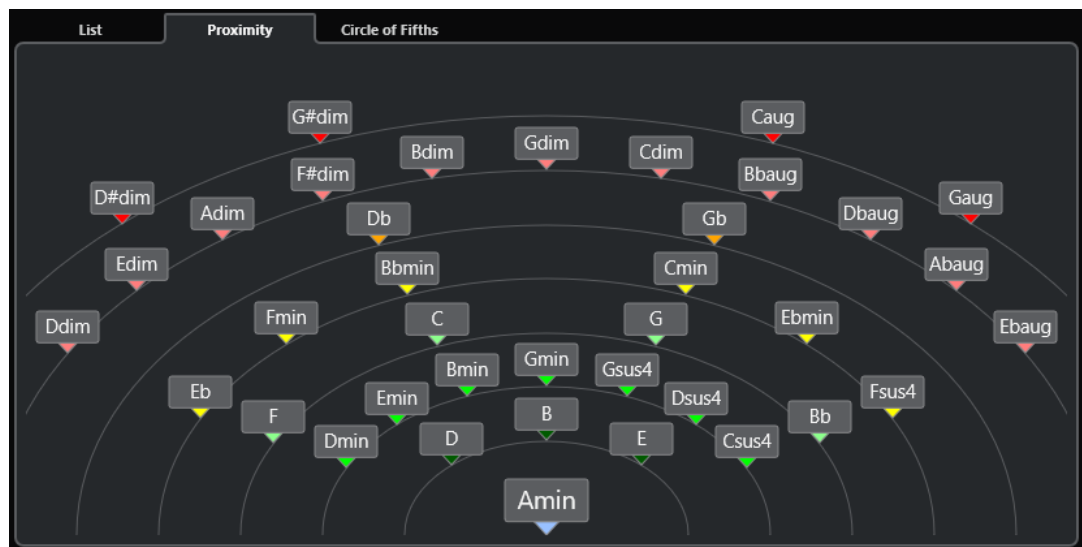 List Proximity Circle of Fifths
G#dim Caug
Bdim Gdim Cdim
F#dim Bbaug
D#dim Gaug
Adim Dbaug
Db Gb
Edim Abaug
Bbmin Cmin
Fmin C G Ebmin
Ddim Ebaug
Bmin Gmin Gsus4
Eb Emin Dsus4 Fsus4
F B Bb
Dmin D E Csus4
Amin